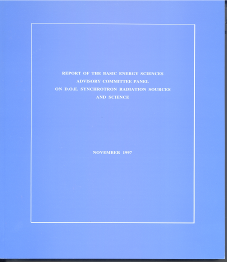 REPORT OF THE BASIC ENERGY SCIENCES
ADVISORY COMMITTEE PANEL
ON D.O.E. SYNCHROTRON RADIATION SOURCES
AND SCIENCE
NOVEMBER 1997